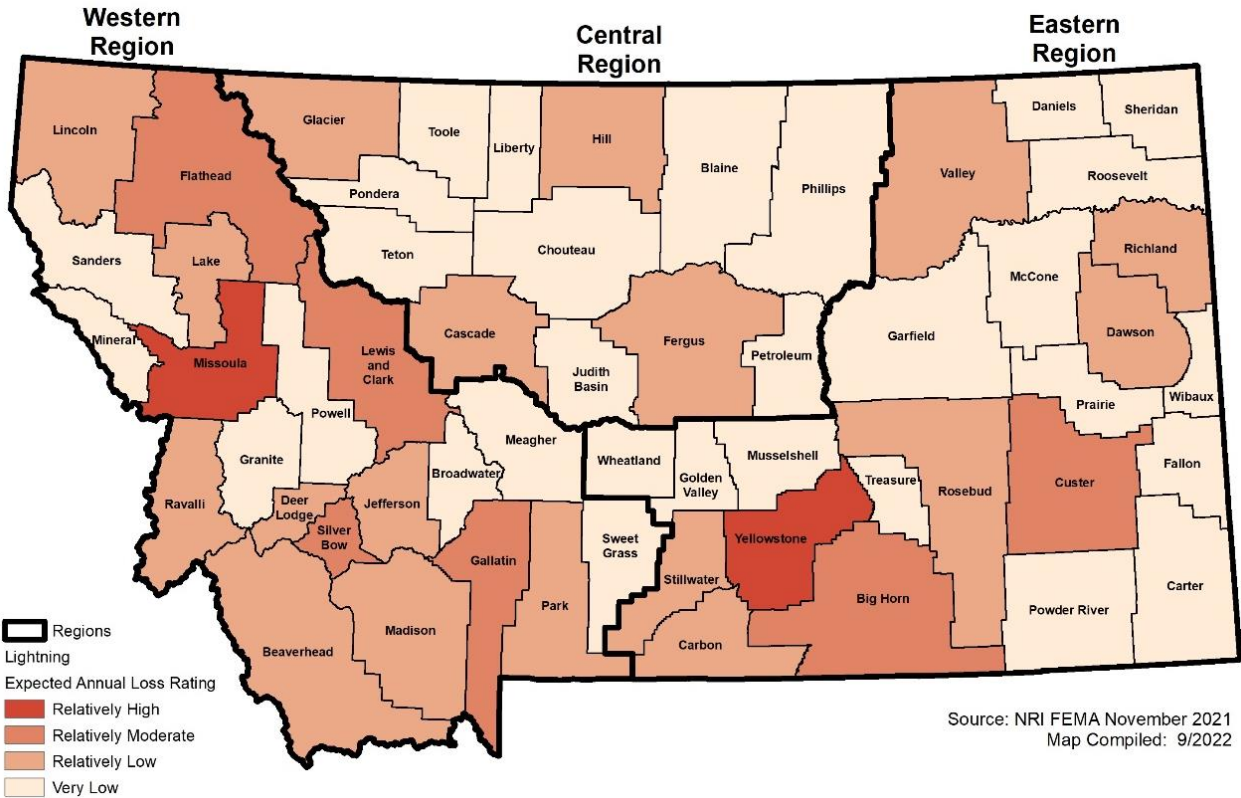 Western
Region
Central
Region
Eastern
Region
Lincoln
Flathead
Glacier
Toole
Liberty
Hill
Blaine
Phillips
Valley
Daniels
Sheridan
Roosevelt
Pondera
Teton
Chouteau
Sanders
Lake
Richland
McCone
Garfield
Dawson
Mineral
Missoula
Lewis
and
Clark
Cascade
Judith
Basin
Fergus
Petroleum
Prairie
Wibaux
Powell
Granite
Meagher
Broadwater
Wheatland
Golden
Valley
Musselshell
Treasure
Rosebud
Custer
Fallon
Ravalli
Deer
Lodge
Jefferson
Silver
Bow
Gallatin
Park
Sweet
Grass
Stillwater
Yellowstone
Big Horn
Powder River
Carter
Beaverhead
Madison
Carbon
Regions
Lightning
Expected Annual Loss Rating
Relatively High
Relatively Moderate
Relatively Low
Very Low
Source: NRI FEMA November 2021
Map Compiled: 9/2022